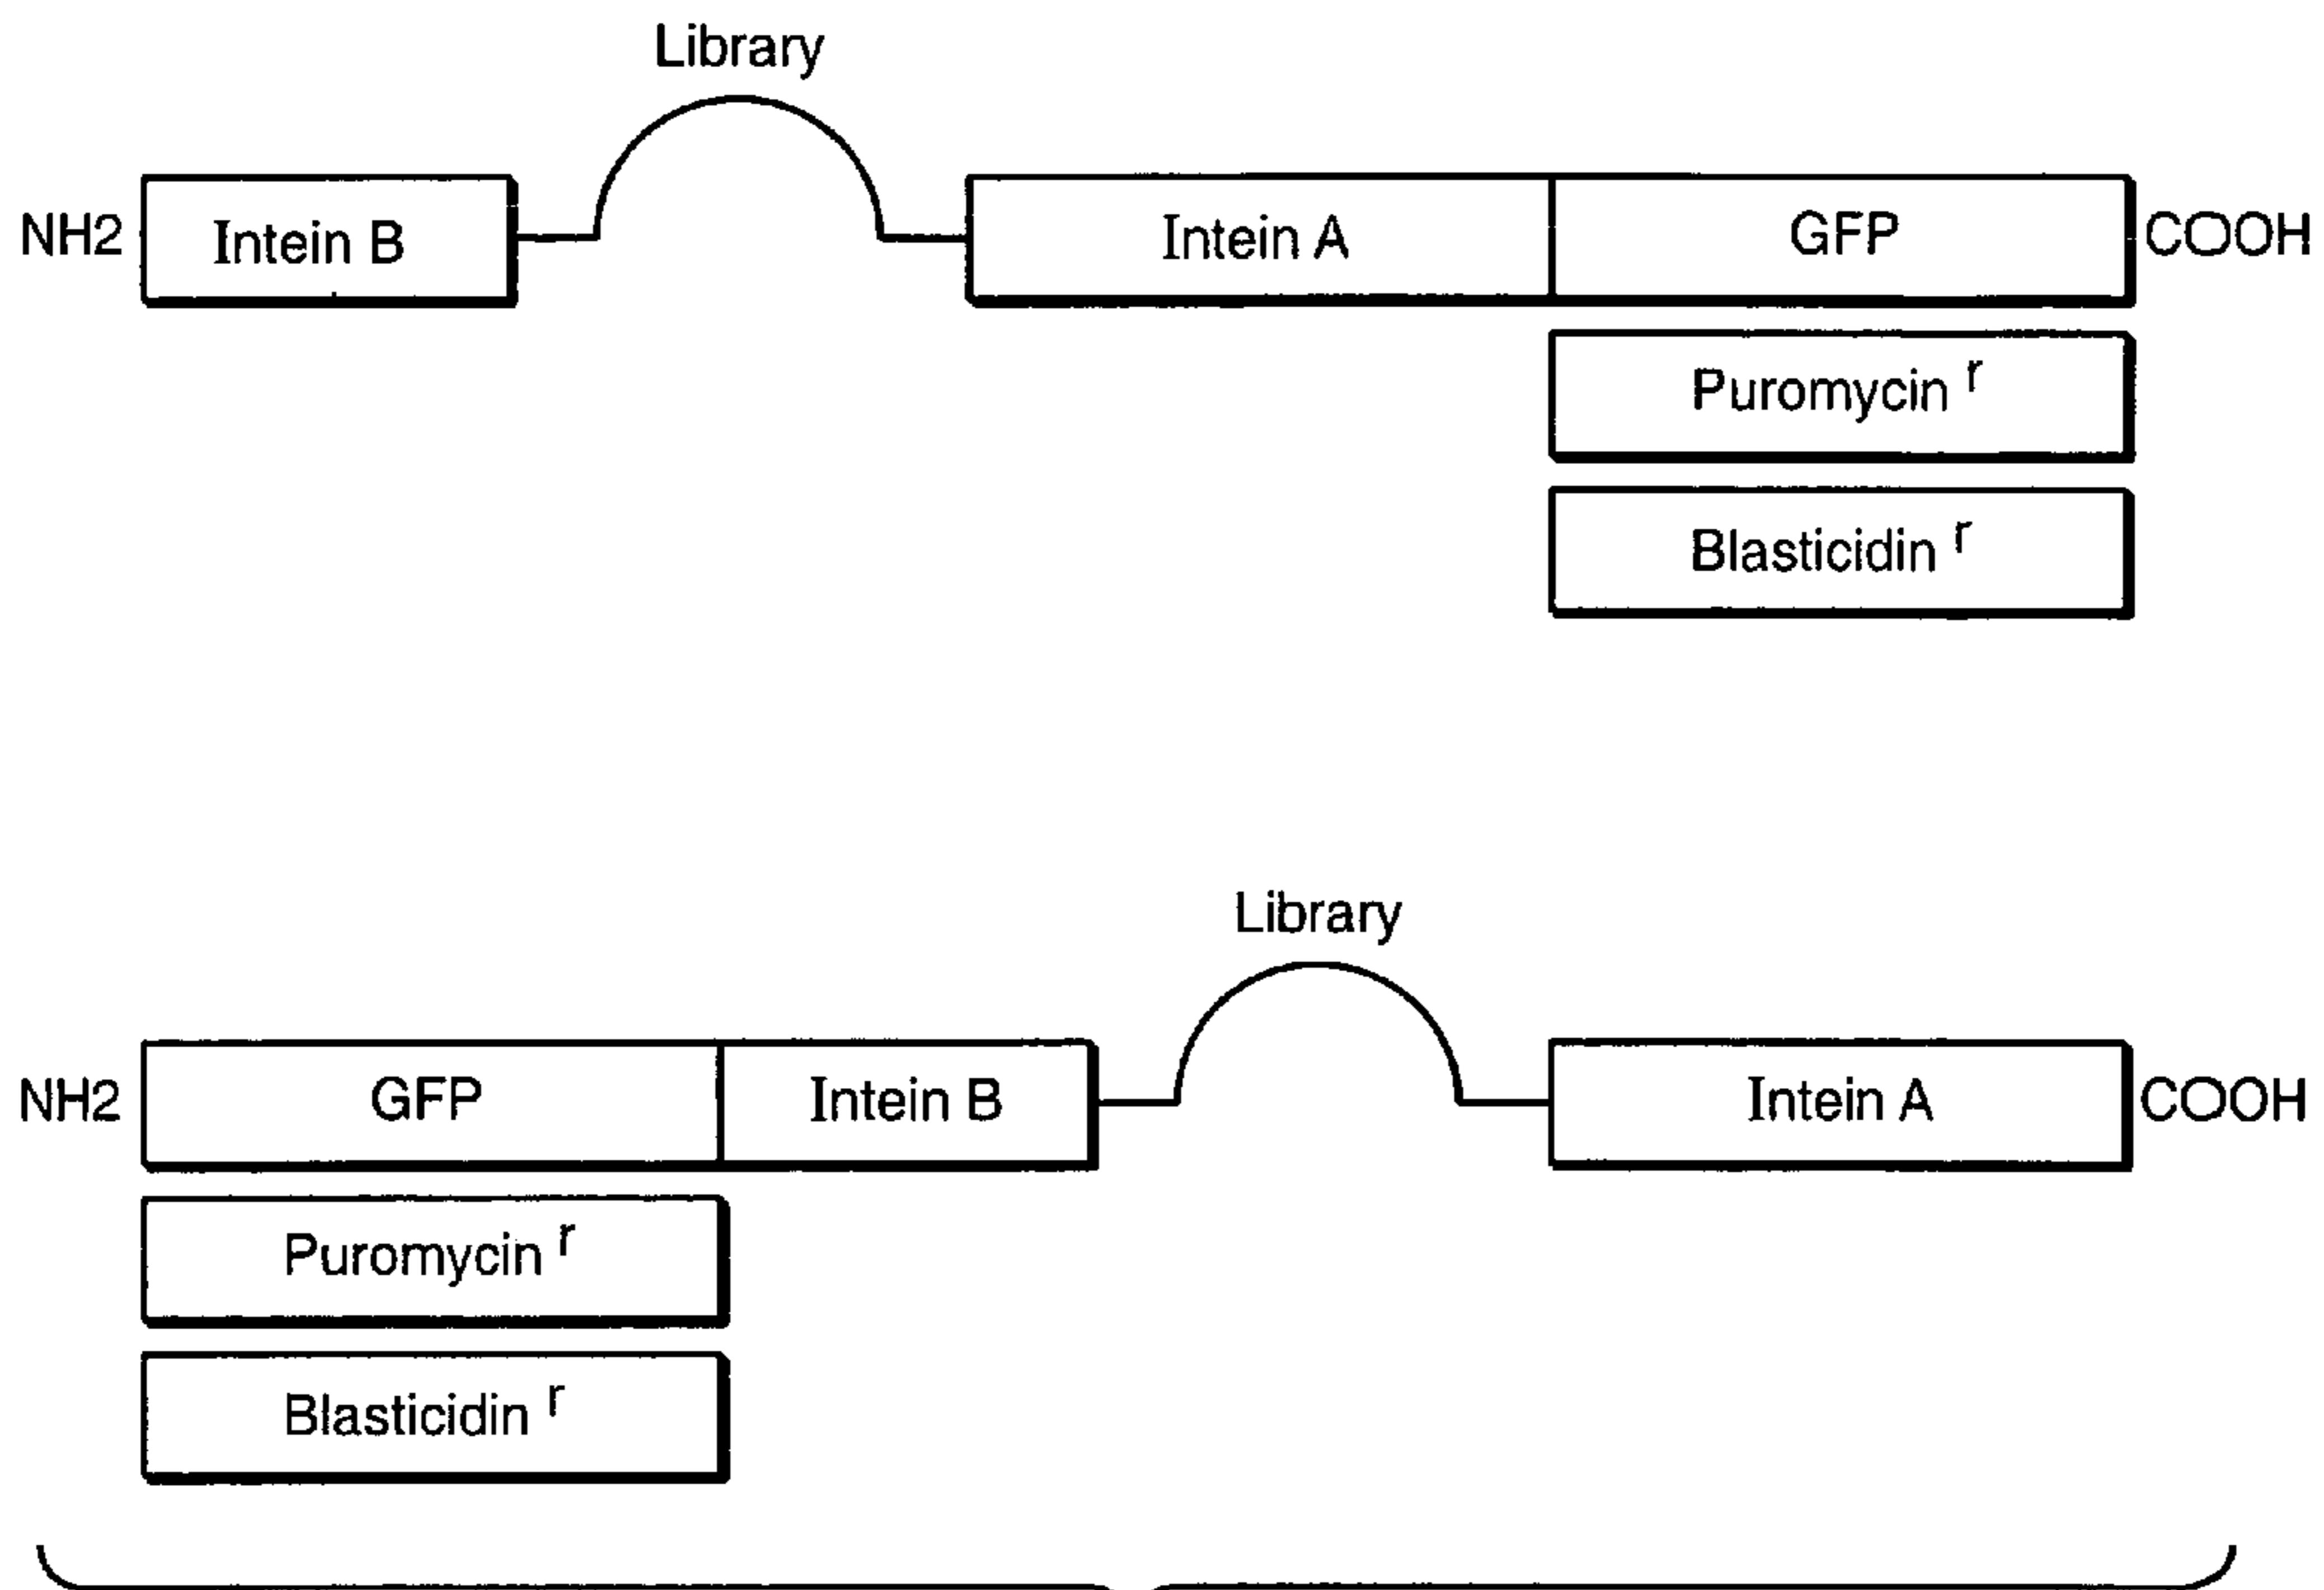 Library
NH2 Intein B Intein A GFP COOH
Puromycin r
Blasticidin r
Library
NH2 GFP Intein B Intein A COOH
Puromycin r
Blasticidin r